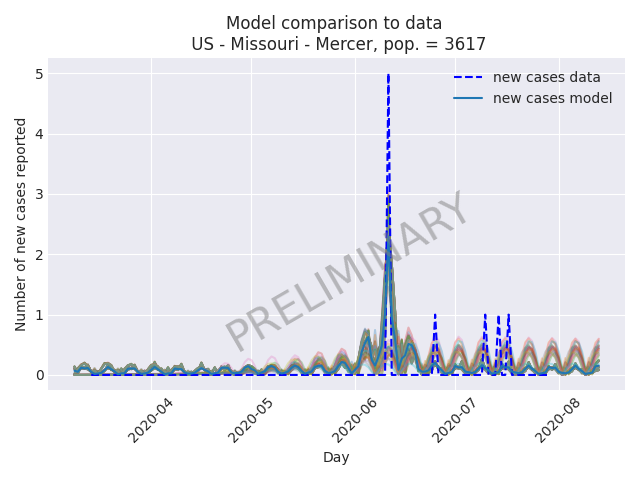 Model comparison to data
US - Missouri - Mercer, pop. = 3617
Number of new cases reported
5
4
3
2
1
0
new cases data
new cases model
PRELIMINARY
2020-04
2020-05
2020-06
2020-07
2020-08
Day